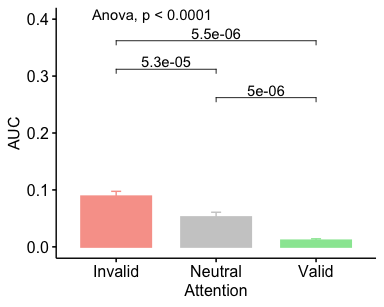 Anova, p < 0.0001
0.4
5.5e-06
5.3e-05
0.3
5e-06
AUC
0.2
0.1
0.0
Invalid Neutral Valid
Attention